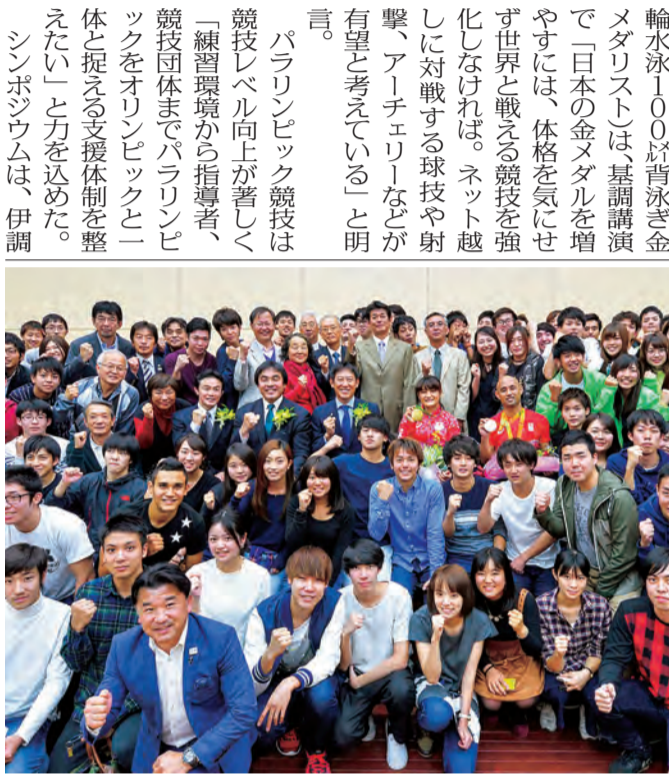 輪水泳100㍍背泳ぎ金
メダリスト)は、基調講演
で「日本の金メダルを増
やすには、体格を気にせ
ず世界と戦える競技を強
化しなければ。ネット越
しに対戦する球技や射
撃、アーチェリーなどが
有望と考えている」と明
言。
パラリンピック競技は
競技レベル向上が著しく
「練習環境から指導者、
競技団体までパラリンピ
ックをオリンピックと一
体と捉える支援体制を整
えたい」と力を込めた。
シンポジウムは、伊調